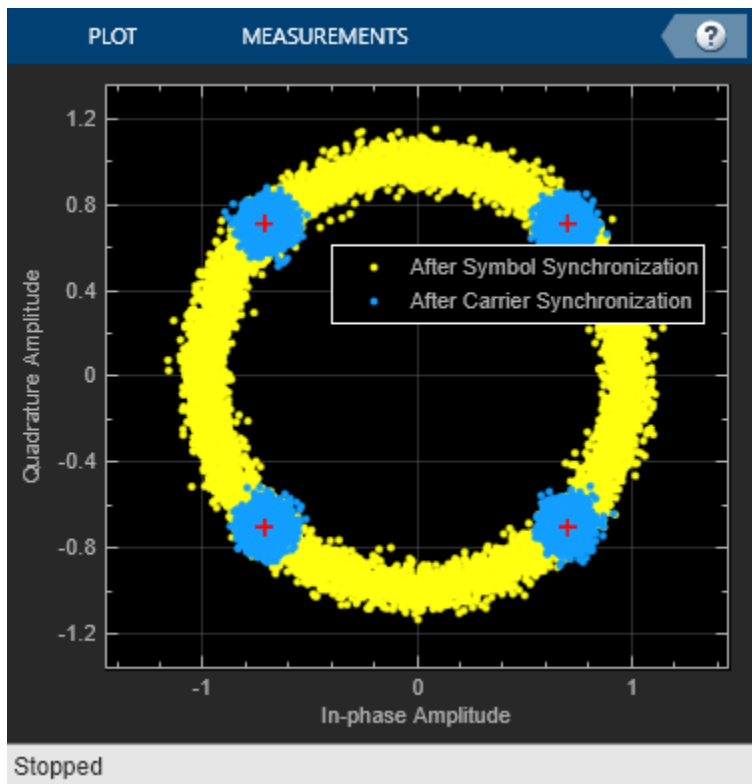 PLOT MEASUREMENTS ?
1.2
0.8
0.4
0
-0.4
-0.8
-1.2
Quadrature Amplitude
After Symbol Synchronization
After Carrier Synchronization
-1 0 1
In-phase Amplitude
Stopped